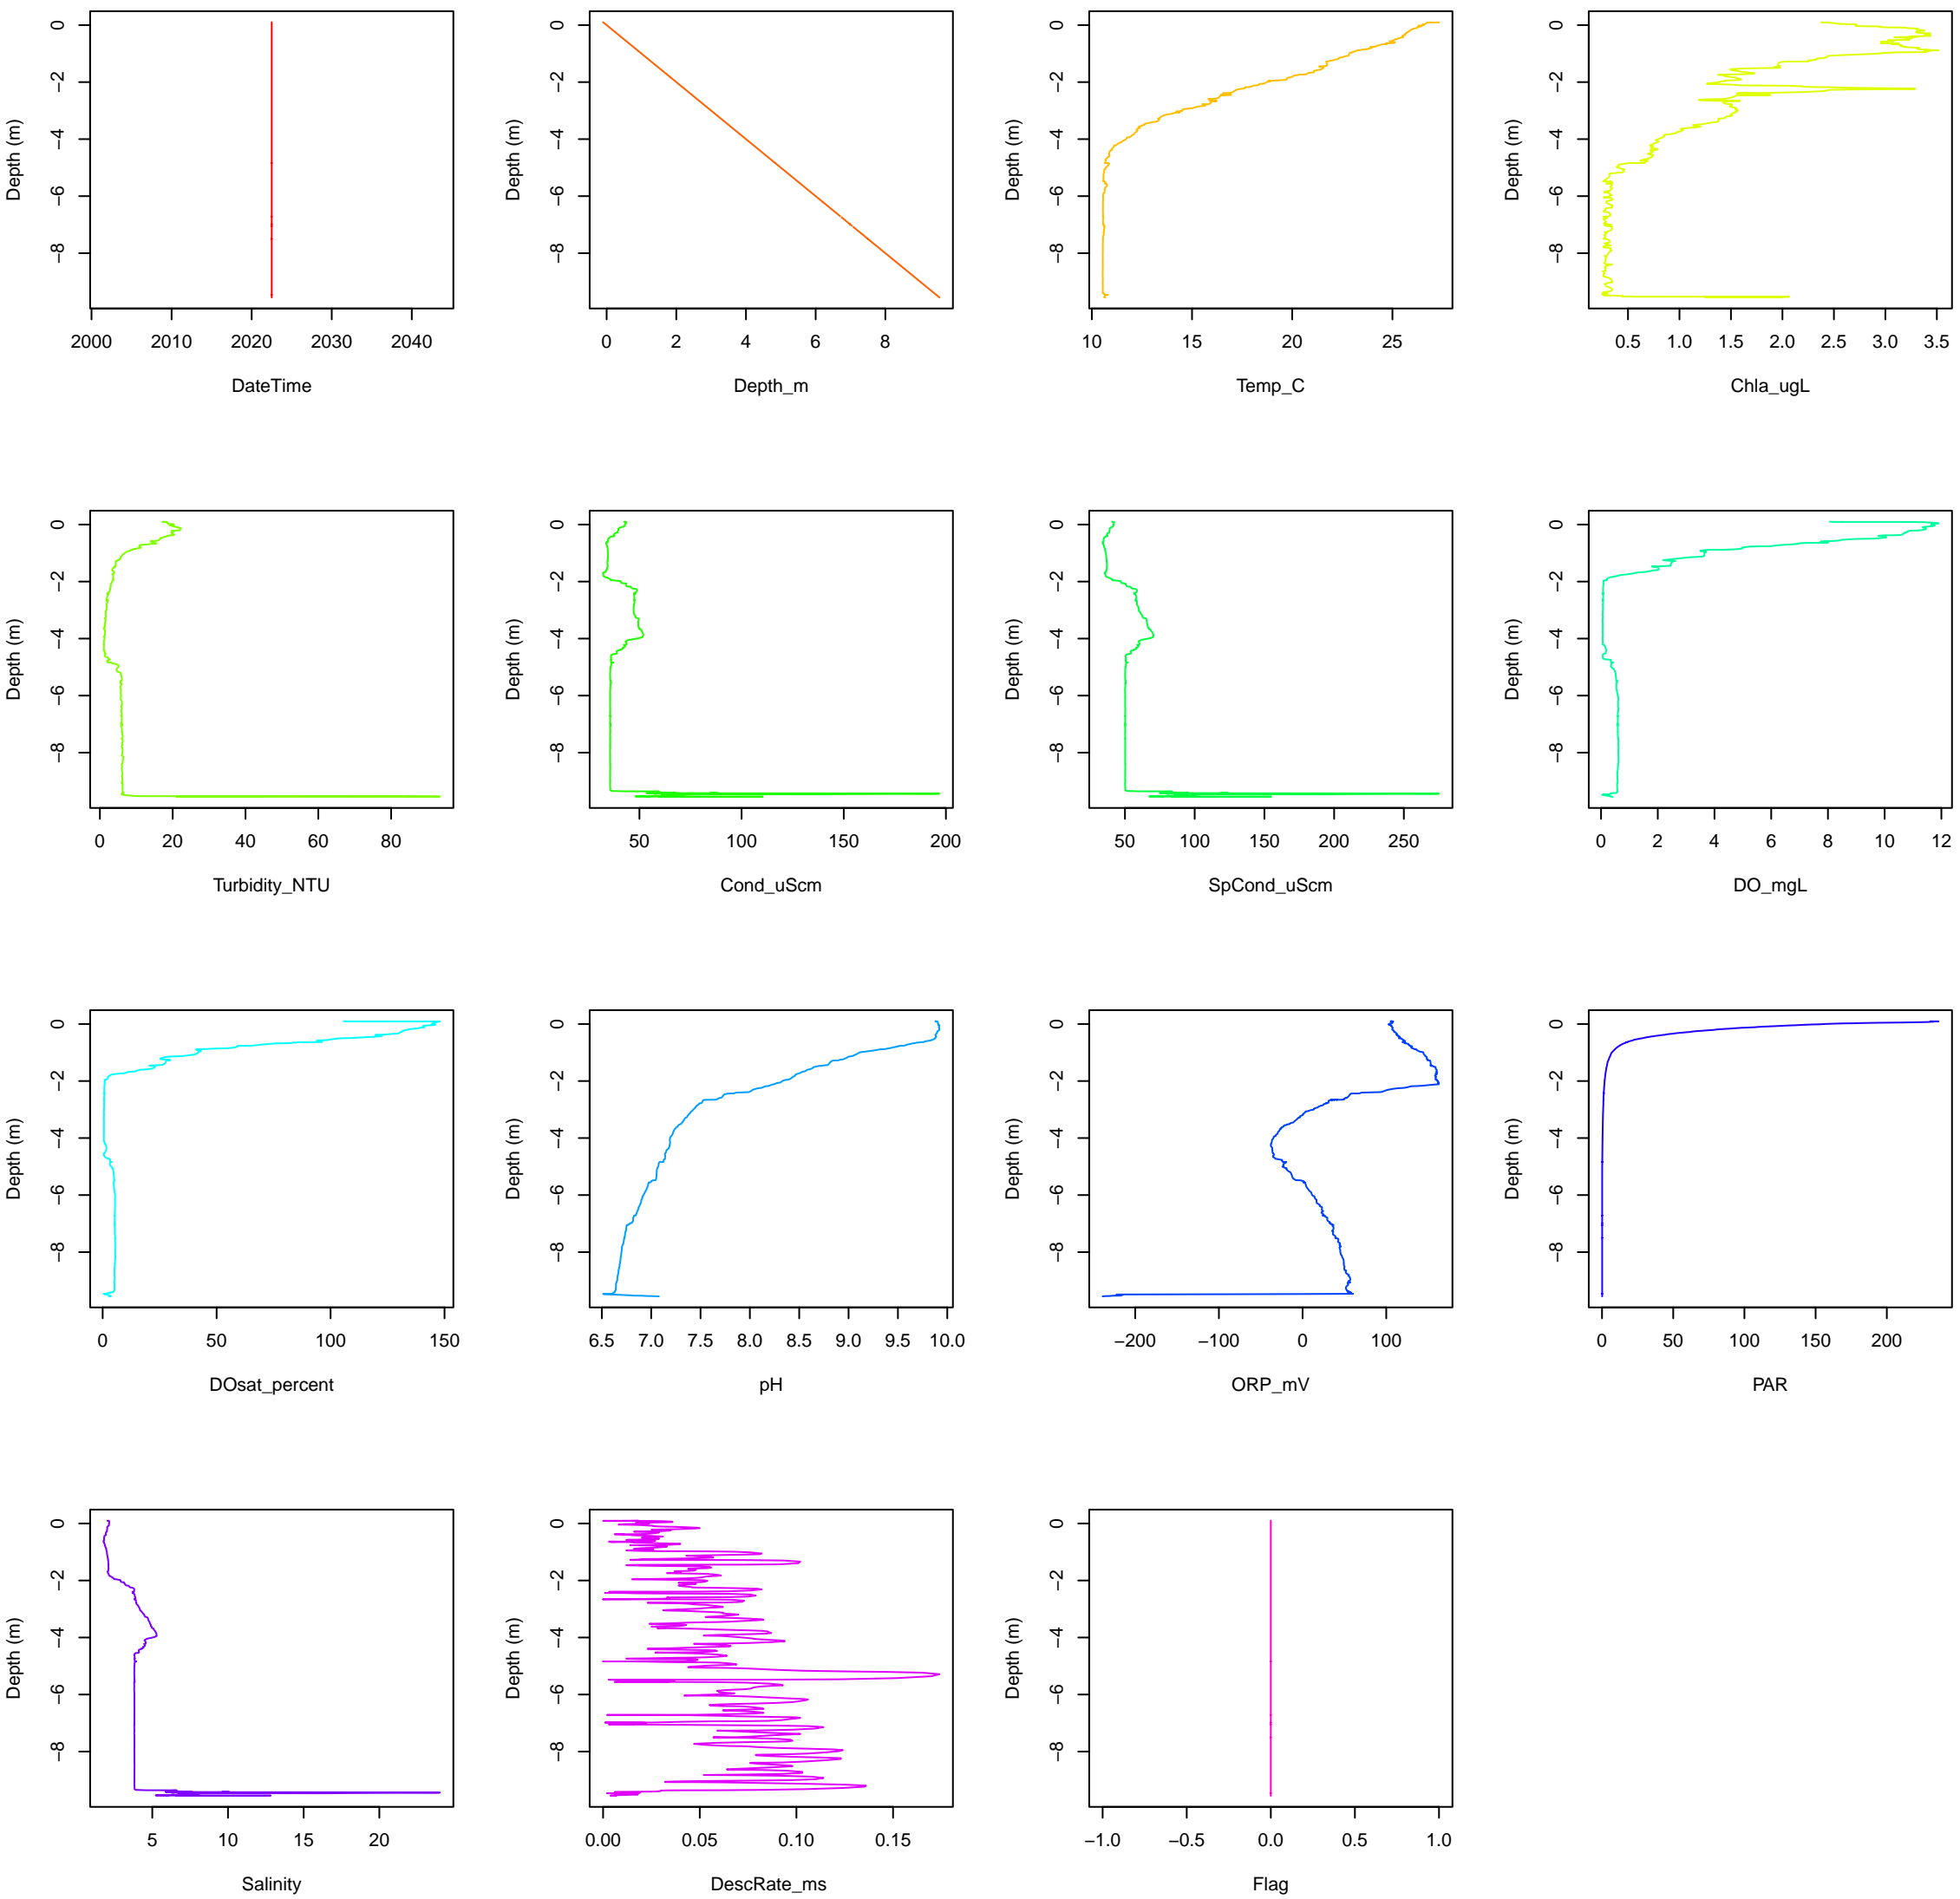 0 −2 −4 −6 −8
Depth (m)
2000 2010 2020 2030 2040
DateTime
0 −2 −4 −6 −8
Depth (m)
0 2 4 6 8
Depth_m
0 −2 −4 −6 −8
Depth (m)
10 15 20 25
Temp_C
0 −2 −4 −6 −8
Depth (m)
0.5 1.0 1.5 2.0 2.5 3.0 3.5
Chla_ugL
0 −2 −4 −6 −8
Depth (m)
0 20 40 60 80
Turbidity_NTU
0 −2 −4 −6 −8
Depth (m)
50 100 150 200
Cond_uScm
0 −2 −4 −6 −8
Depth (m)
50 100 150 200 250
SpCond_uScm
0 −2 −4 −6 −8
Depth (m)
0 2 4 6 8 10 12
DO_mgL
0 −2 −4 −6 −8
Depth (m)
0 50 100 150
DOsat_percent
0 −2 −4 −6 −8
Depth (m)
6.5 7.0 7.5 8.0 8.5 9.0 9.5 10.0
pH
0 −2 −4 −6 −8
Depth (m)
−200 −100 0 100
ORP_mV
0 −2 −4 −6 −8
Depth (m)
0 50 100 150 200
PAR
0 −2 −4 −6 −8
Depth (m)
5 10 15 20
Salinity
0 −2 −4 −6 −8
Depth (m)
0.00 0.05 0.10 0.15
DescRate_ms
0 −2 −4 −6 −8
Depth (m)
−1.0 −0.5 0.0 0.5 1.0
Flag